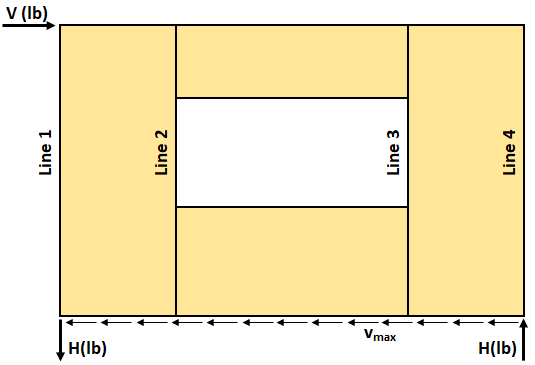 V (lb)
Line 1
Line 2
Line 3
Line 4
vmax
H(lb)
H(lb)